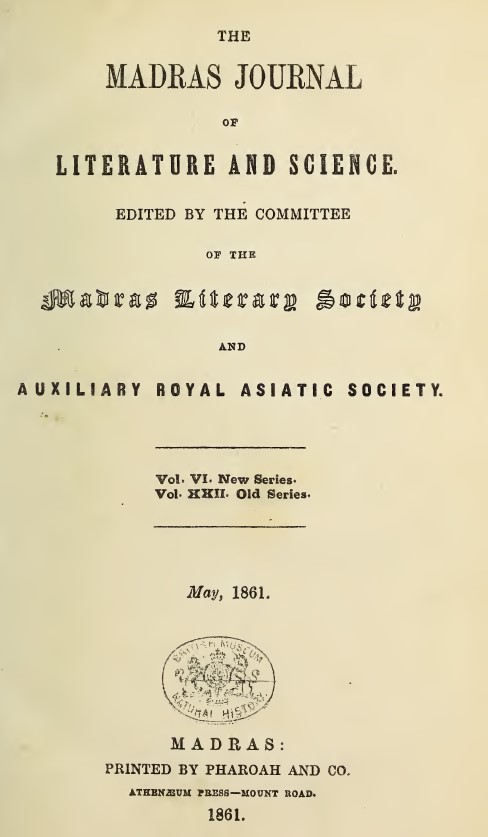 THE
MADRAS JOURNAL
OF
LITERATURE AND SCIENCE.
EDITED BY THE COMMITTEE
OF THE
Madras Literary Society
AND
AUXILIARY ROYAL ASIATIC SOCIETY.
Vol. VI. New Series.
Vol. XXII. Old Series.
May, 1861.
BRITISH MUSEUM
NATURAL HISTORY
MADRAS:
PRINTED BY PHAROAH AND CO.
ATHENÆUM PRESS—MOUNT ROAD.
1861.